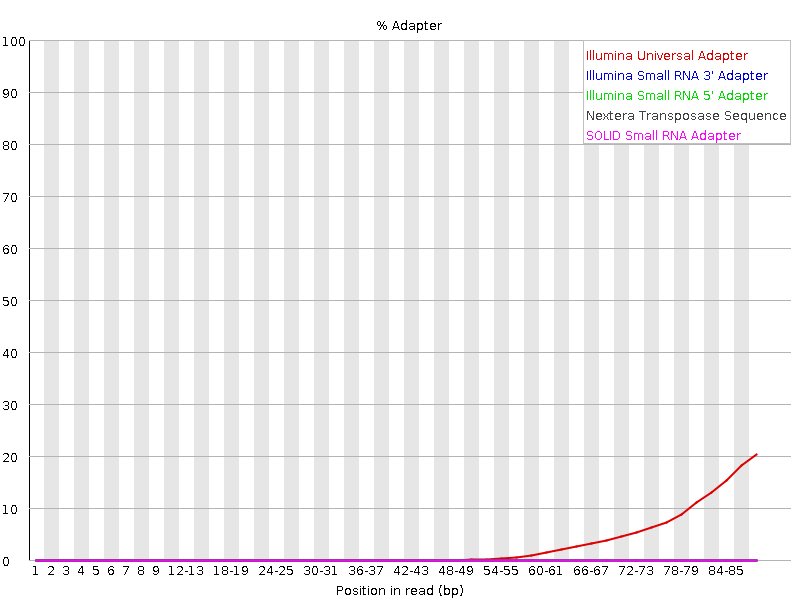 % Adapter
100
90
80
70
60
50
40
30
20
10
0
Illumina Universal Adapter
Illumina Small RNA 3' Adapter
Illumina Small RNA 5' Adapter
Nextera Transposase Sequence
SOLID Small RNA Adapter
1 2 3 4 5 6 7 8 9 12-13 18-19 24-25 30-31 36-37 42-43 48-49 54-55 60-61 66-67 72-73 78-79 84-85
Position in read (bp)